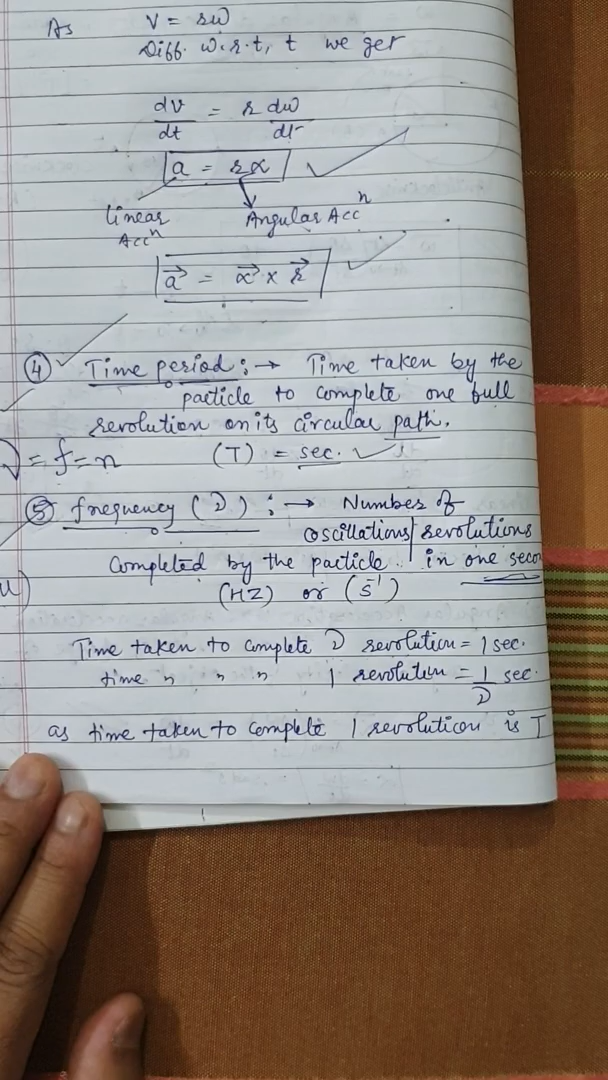 As V = rω
Diff. w.r.t, t we get
dv/dt = r dω/dt
a = rα
Linear Accⁿ Angular Accⁿ
a⃗ = α⃗ × r⃗
④ Time period :→ Time taken by the
particle to complete one full
revolution on its circular path.
ν = f = n (T) = sec.
⑤ frequency (ν) :→ Number of
oscillations/revolutions
Completed by the particle. in one secon
(HZ) or (s⁻¹)
Time taken to complete ν revolution = 1 sec.
time " " " 1 revolution = 1/ν sec.
as time taken to complete 1 revolution is T